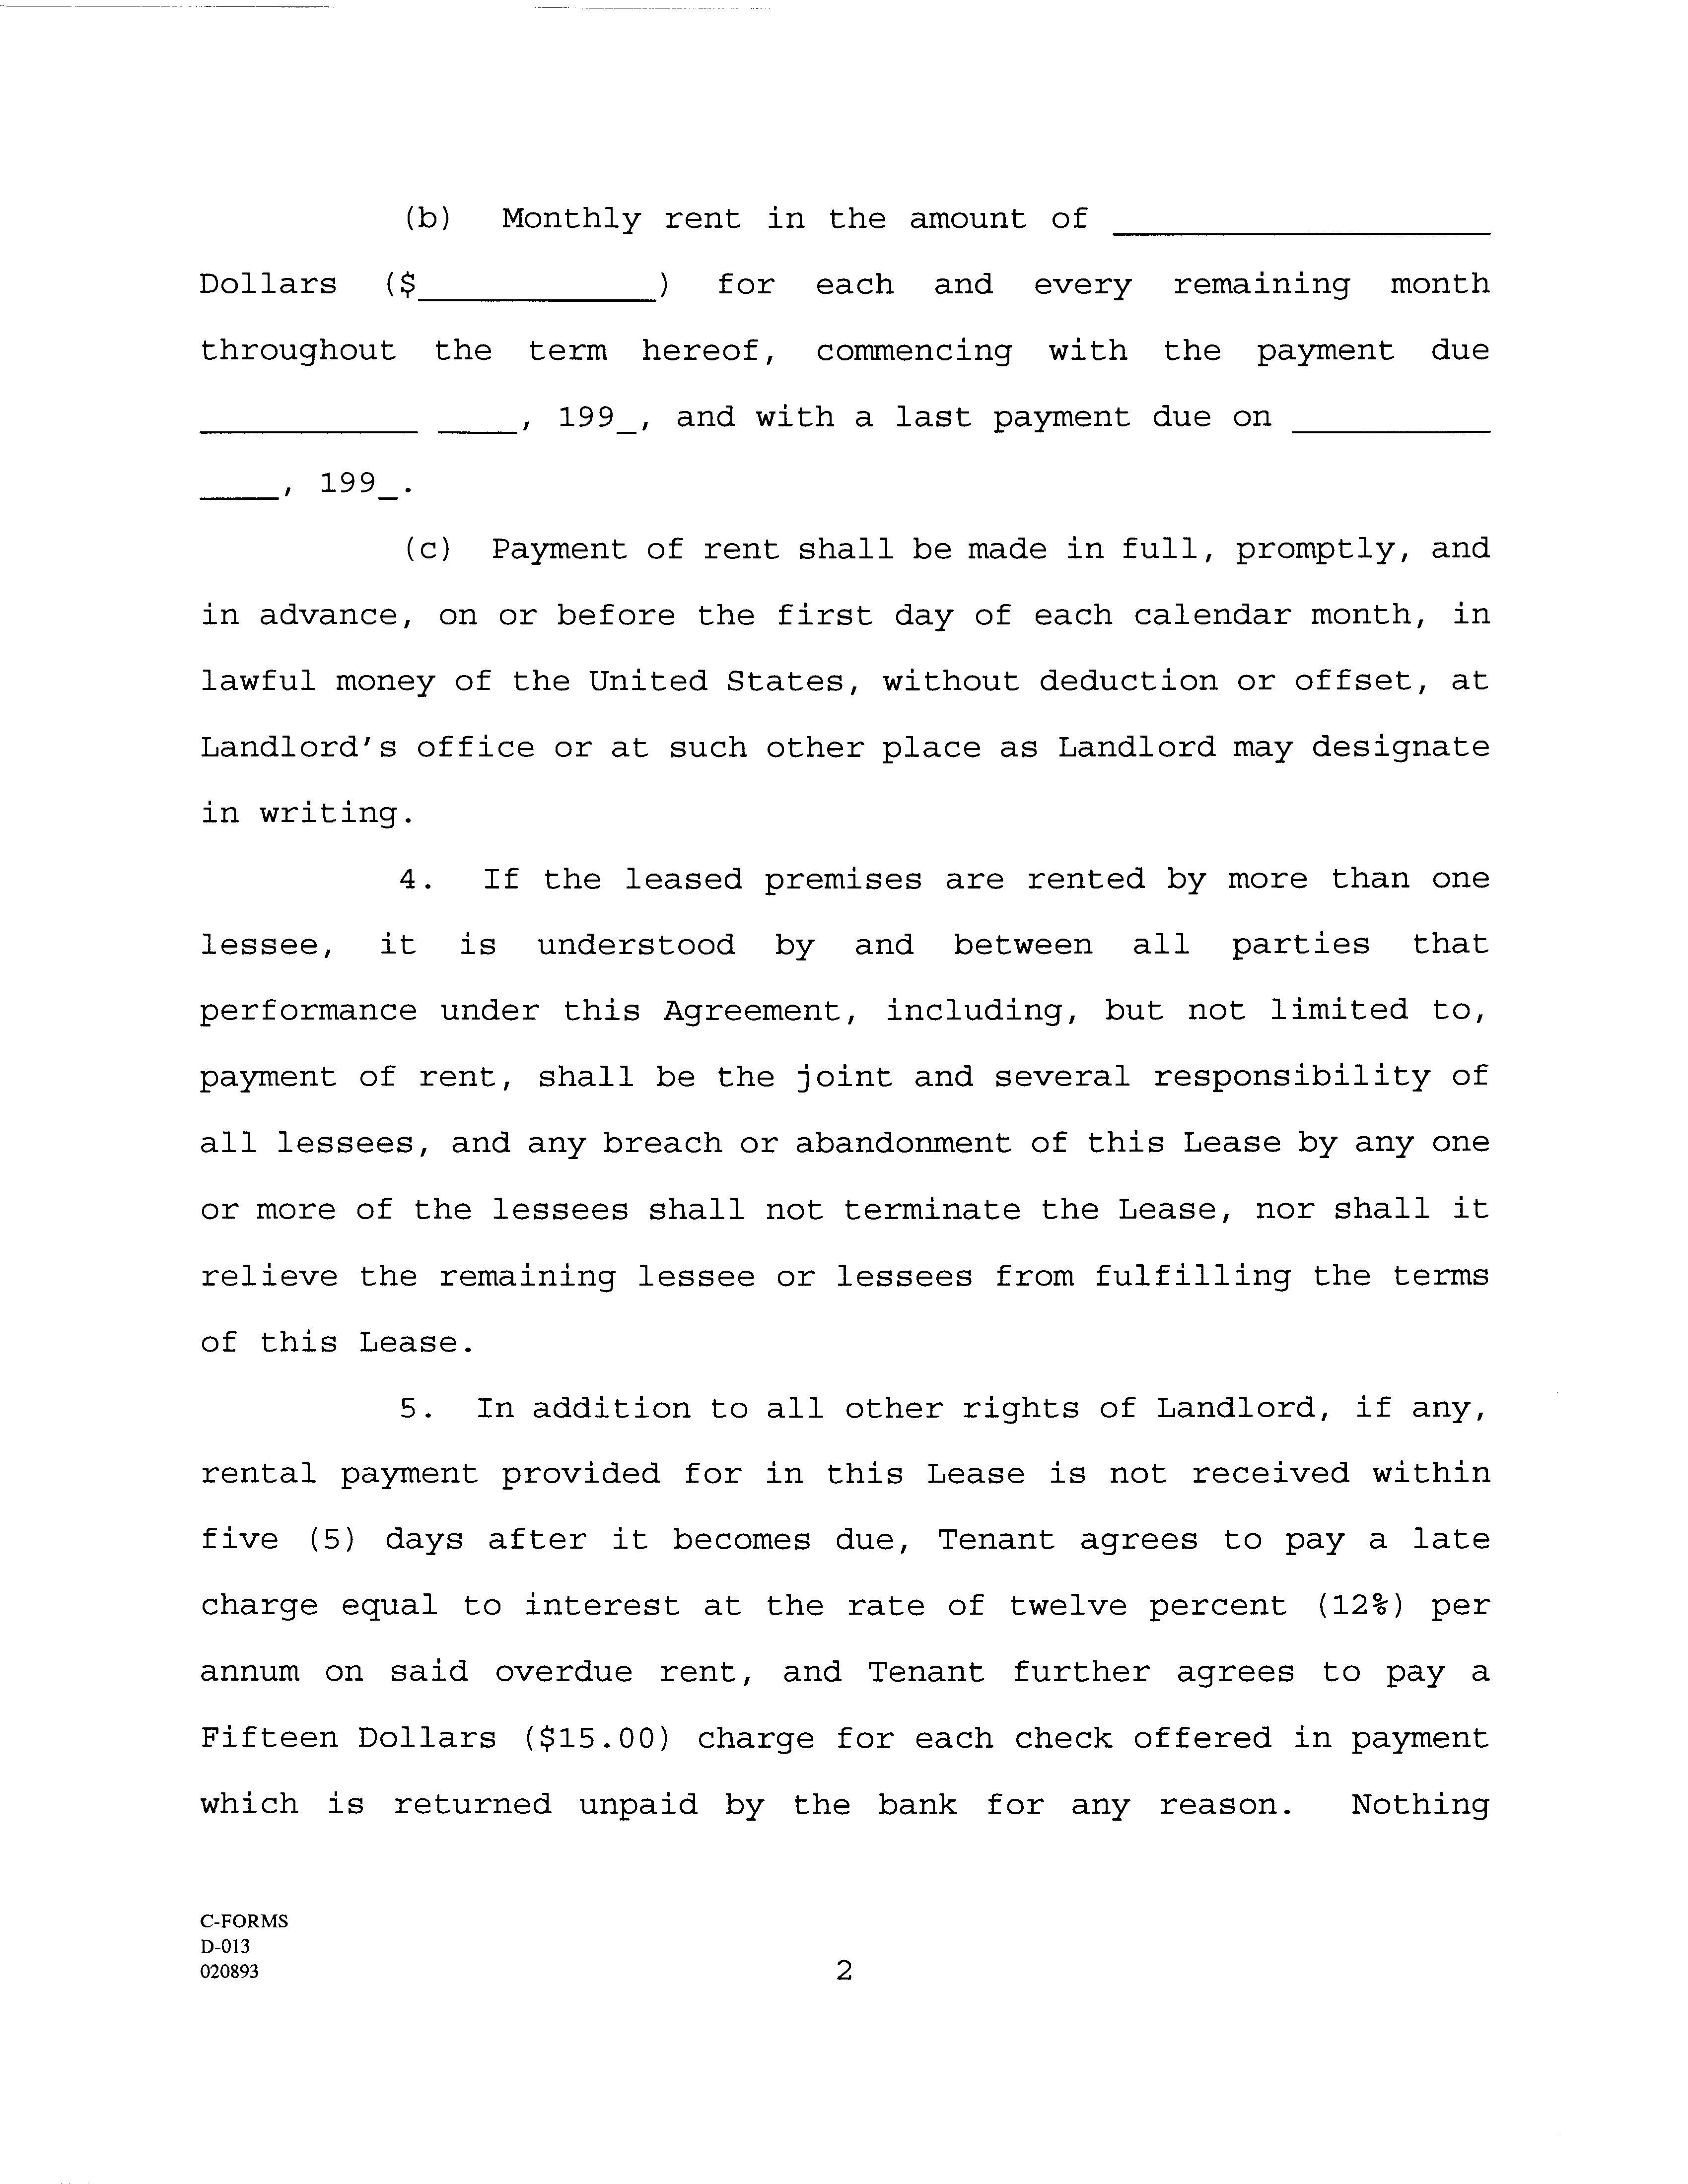 (b) Monthly rent in the amount of ___________________
Dollars ($____________) for each and every remaining month
throughout the term hereof, commencing with the payment due
___________ ____, 199_, and with a last payment due on __________
____, 199_.
(c) Payment of rent shall be made in full, promptly, and
in advance, on or before the first day of each calendar month, in
lawful money of the United States, without deduction or offset, at
Landlord's office or at such other place as Landlord may designate
in writing.
4. If the leased premises are rented by more than one
lessee, it is understood by and between all parties that
performance under this Agreement, including, but not limited to,
payment of rent, shall be the joint and several responsibility of
all lessees, and any breach or abandonment of this Lease by any one
or more of the lessees shall not terminate the Lease, nor shall it
relieve the remaining lessee or lessees from fulfilling the terms
of this Lease.
5. In addition to all other rights of Landlord, if any,
rental payment provided for in this Lease is not received within
five (5) days after it becomes due, Tenant agrees to pay a late
charge equal to interest at the rate of twelve percent (12%) per
annum on said overdue rent, and Tenant further agrees to pay a
Fifteen Dollars ($15.00) charge for each check offered in payment
which is returned unpaid by the bank for any reason. Nothing
C-FORMS
D-013
020893
2